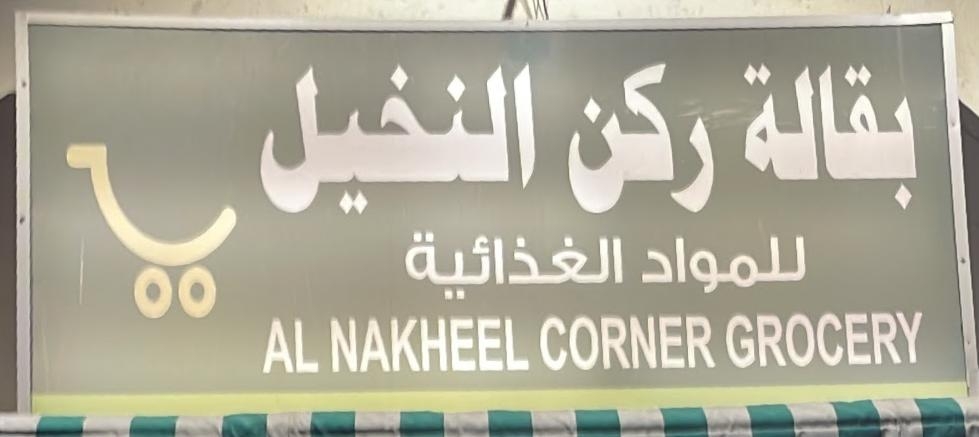 بقالة ركن النخيل
للمواد الغذائية
AL NAKHEEL CORNER GROCERY